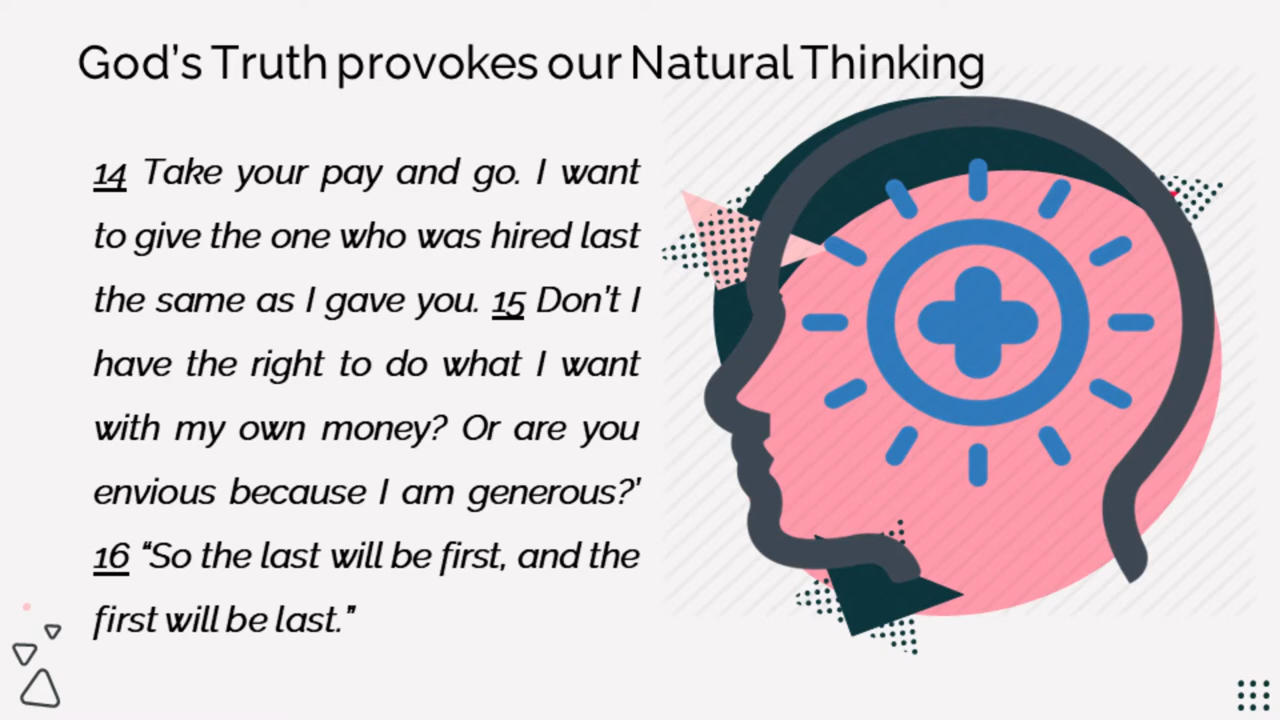 God's Truth provokes our Natural Thinking
14 Take your pay and go. I want
to give the one who was hired last
the same as I gave you. 15 Don't I
have the right to do what I want
with my own money? Or are you
envious because I am generous?'
16 “So the last will be first, and the
first will be last.”